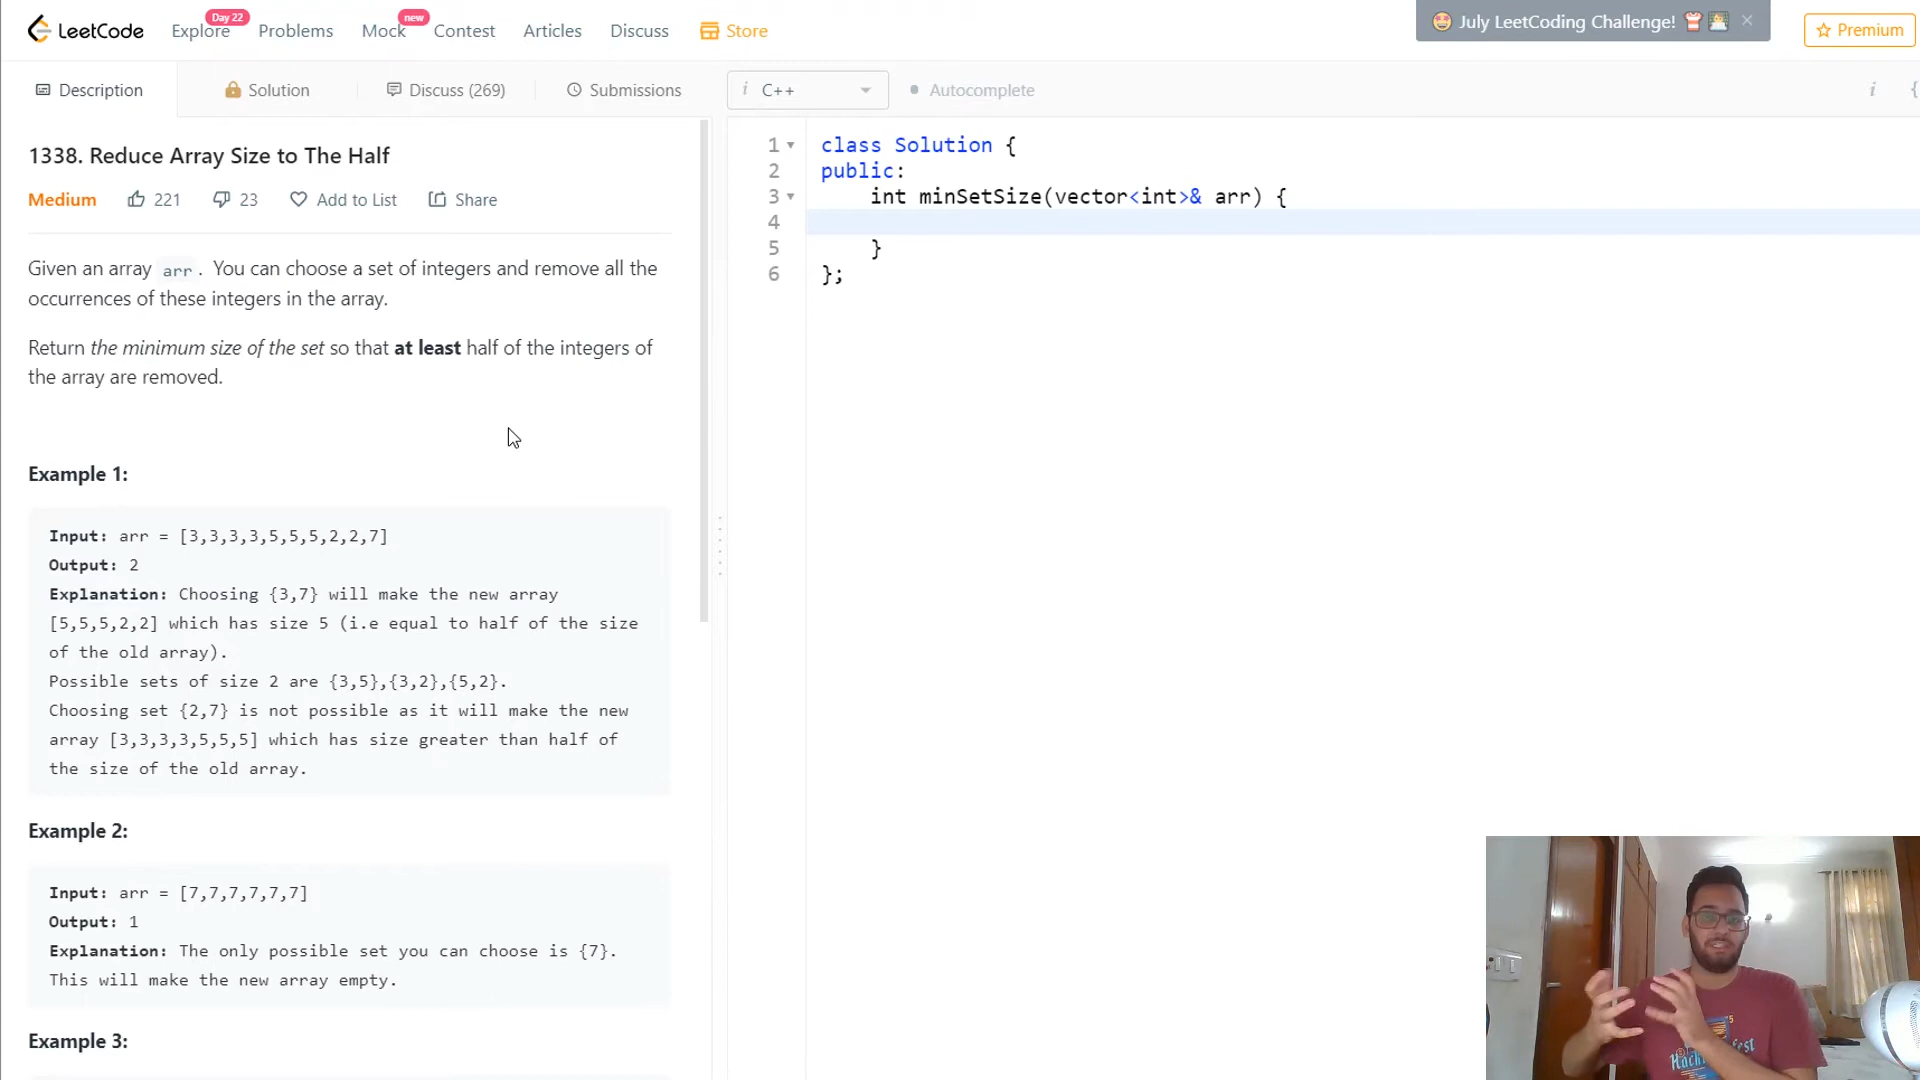 LeetCode
Day 22
Explore
Problems
new
Mock
Contest
Articles
Discuss
Store
July LeetCoding Challenge!
Premium
Description
Solution
Discuss (269)
Submissions
i C++
Autocomplete
i {
1338. Reduce Array Size to The Half
Medium 221 23 Add to List Share
Given an array arr. You can choose a set of integers and remove all the
occurrences of these integers in the array.
Return the minimum size of the set so that at least half of the integers of
the array are removed.
Example 1:
Input: arr = [3,3,3,3,5,5,5,2,2,7]
Output: 2
Explanation: Choosing {3,7} will make the new array
[5,5,5,2,2] which has size 5 (i.e equal to half of the size
of the old array).
Possible sets of size 2 are {3,5},{3,2},{5,2}.
Choosing set {2,7} is not possible as it will make the new
array [3,3,3,3,5,5,5] which has size greater than half of
the size of the old array.
Example 2:
Input: arr = [7,7,7,7,7,7]
Output: 1
Explanation: The only possible set you can choose is {7}.
This will make the new array empty.
Example 3:
1 class Solution {
2 public:
3 int minSetSize(vector<int>& arr) {
4
5 }
6 };